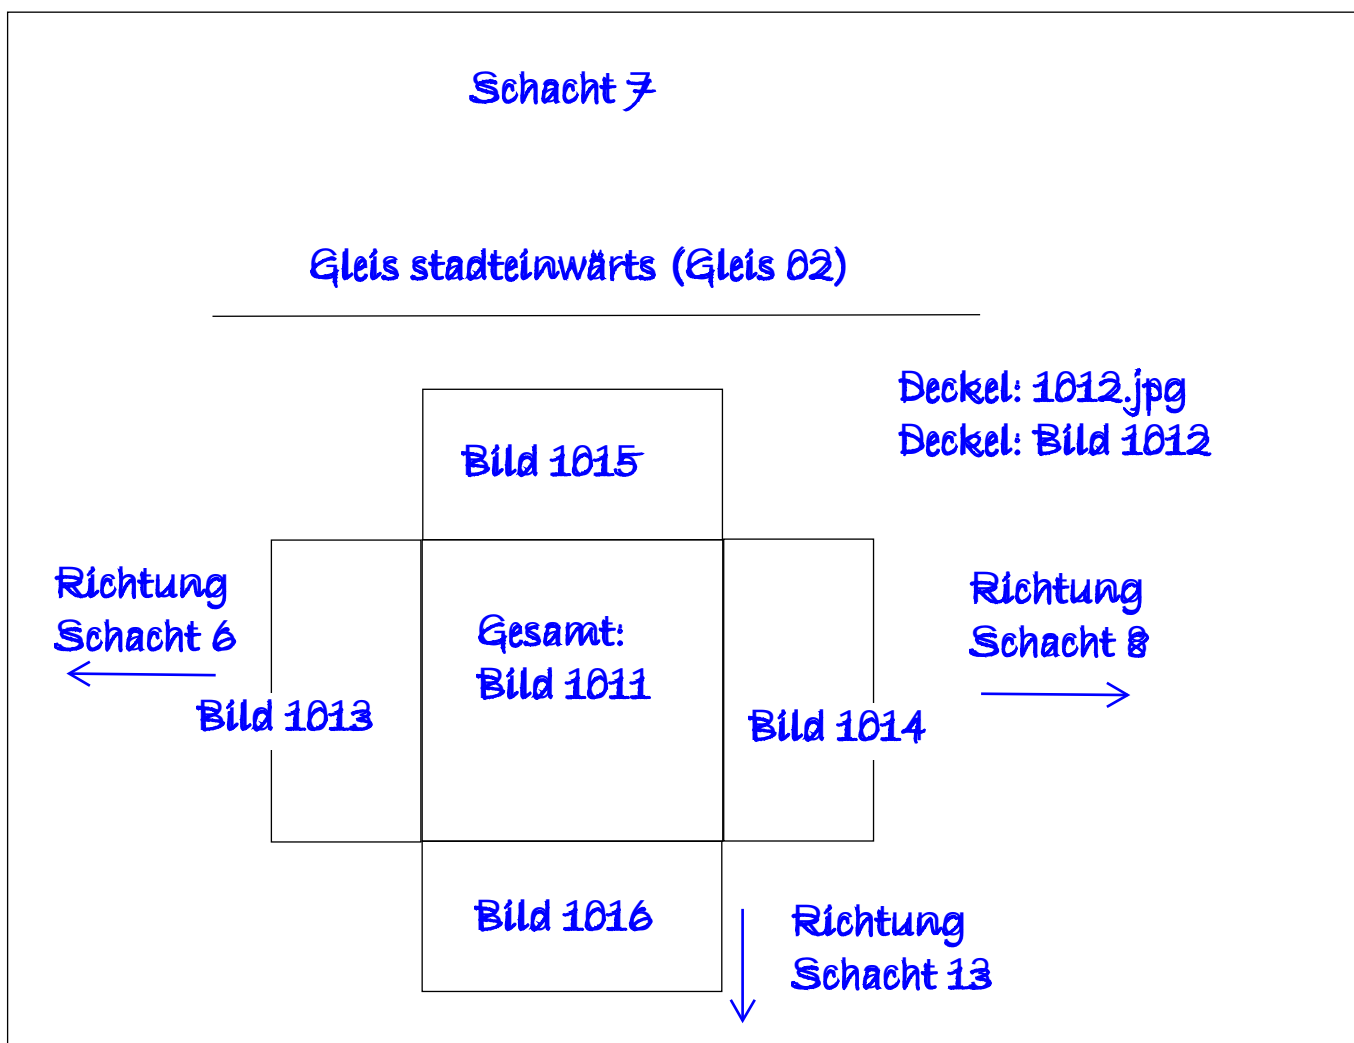 Schacht 7
Gleis stadteinwärts (Gleis 02)
Deckel: 1012.jpg
Deckel: Bild 1012
Bild 1015
Richtung
Schacht 6
Richtung
Schacht 8
Gesamt:
Bild 1011
Bild 1013
Bild 1014
Bild 1016
Richtung
Schacht 13